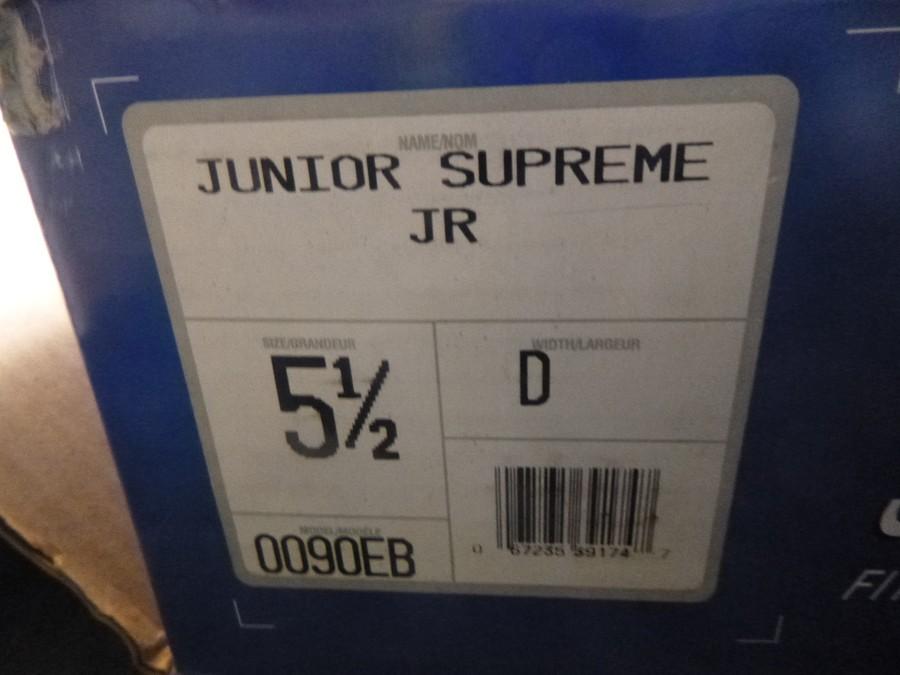 NAME/NOM
JUNIOR SUPREME
JR
SIZE/GRANDEUR
5½
WIDTH/LARGEUR
D
MODEL/MODÈLE
0090EB
0 67235 39174 7